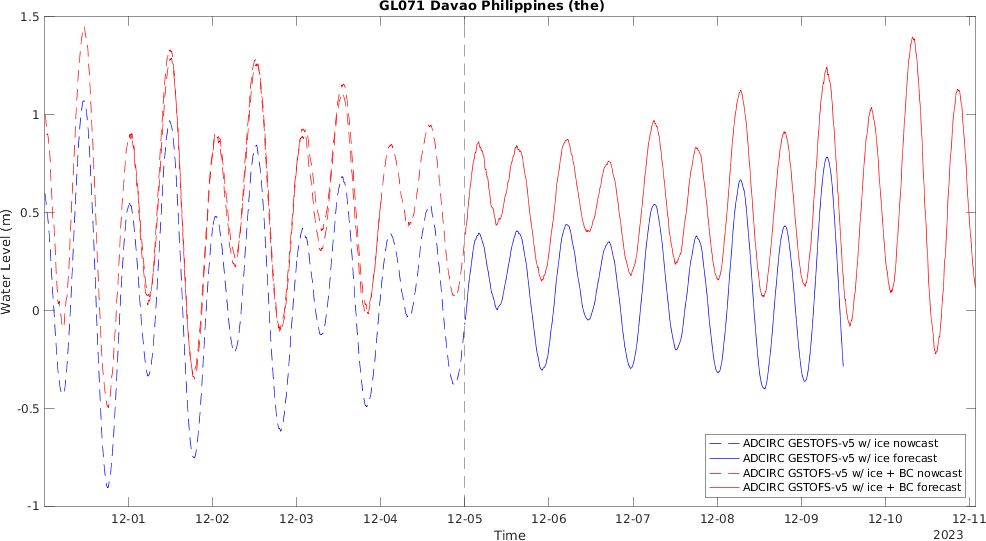 GL071 Davao Philippines (the)
1.5
1
0.5
0
-0.5
-1
Water Level (m)
12-01 12-02 12-03 12-04 12-05 12-06 12-07 12-08 12-09 12-10 12-11
Time
2023
ADCIRC GESTOFS-v5 w/ ice nowcast
ADCIRC GESTOFS-v5 w/ ice forecast
ADCIRC GSTOFS-v5 w/ ice + BC nowcast
ADCIRC GSTOFS-v5 w/ ice + BC forecast